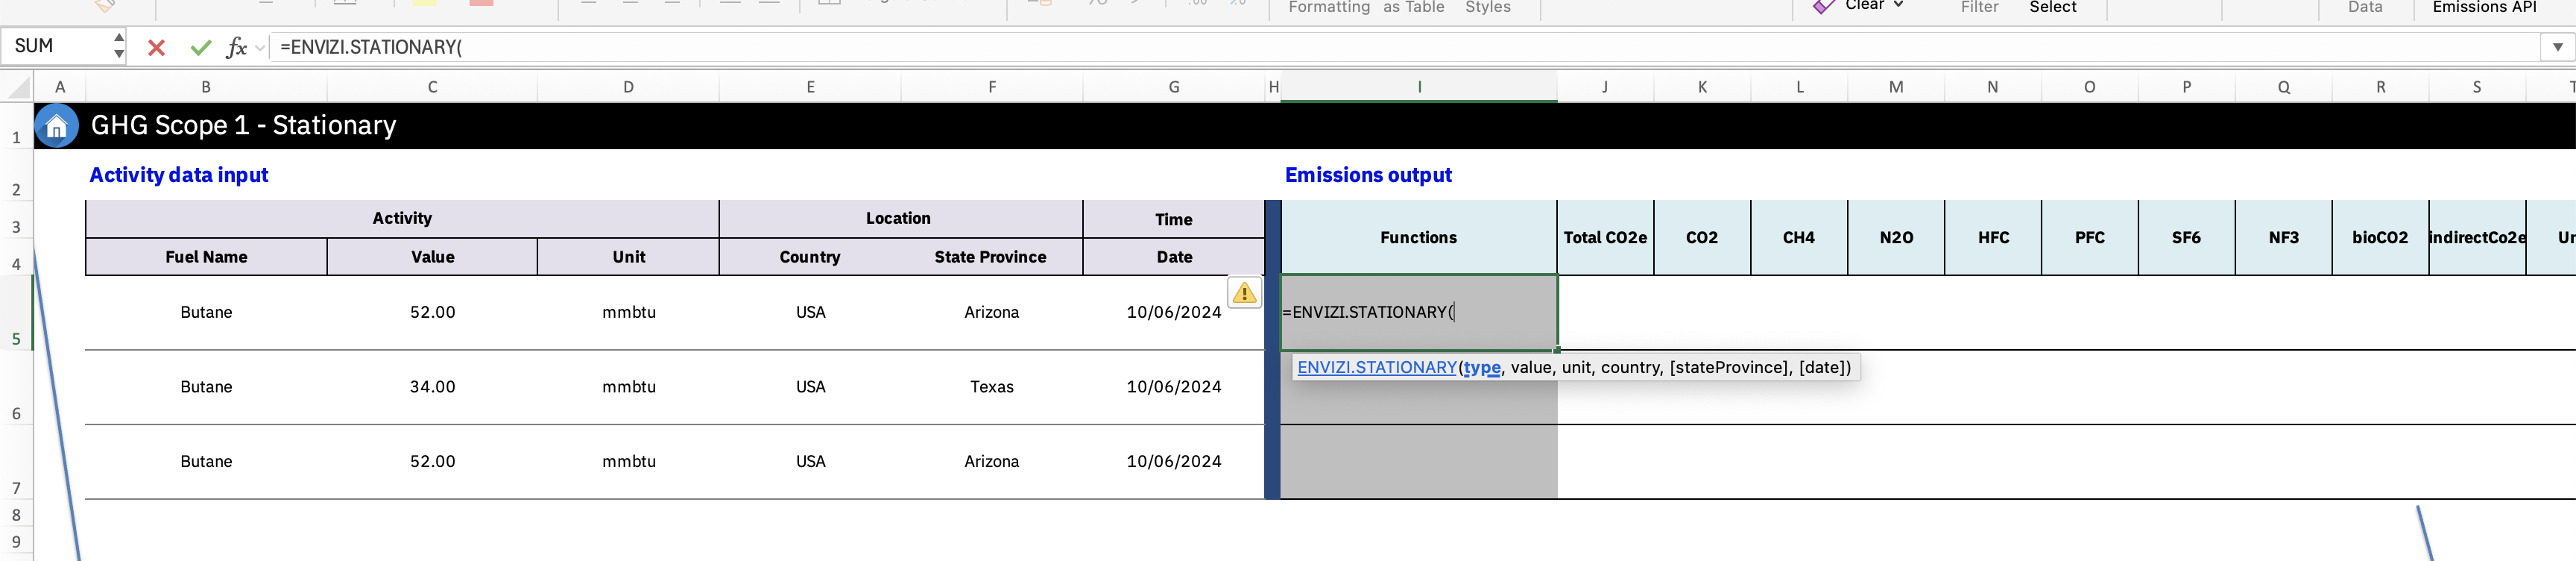 Formatting as Table Styles Clear Filter Select Data Emissions API
SUM fx =ENVIZI.STATIONARY(
A B C D E F G H I J K L M N O P Q R S T
1 GHG Scope 1 - Stationary
2 Activity data input Emissions output
3 Activity Location Time
Functions Total CO2e CO2 CH4 N2O HFC PFC SF6 NF3 bioCO2 indirectCo2e
4 Fuel Name Value Unit Country State Province Date
5 Butane 52.00 mmbtu USA Arizona 10/06/2024 =ENVIZI.STATIONARY(
ENVIZI.STATIONARY(type, value, unit, country, [stateProvince], [date])
6 Butane 34.00 mmbtu USA Texas 10/06/2024
7 Butane 52.00 mmbtu USA Arizona 10/06/2024
8
9